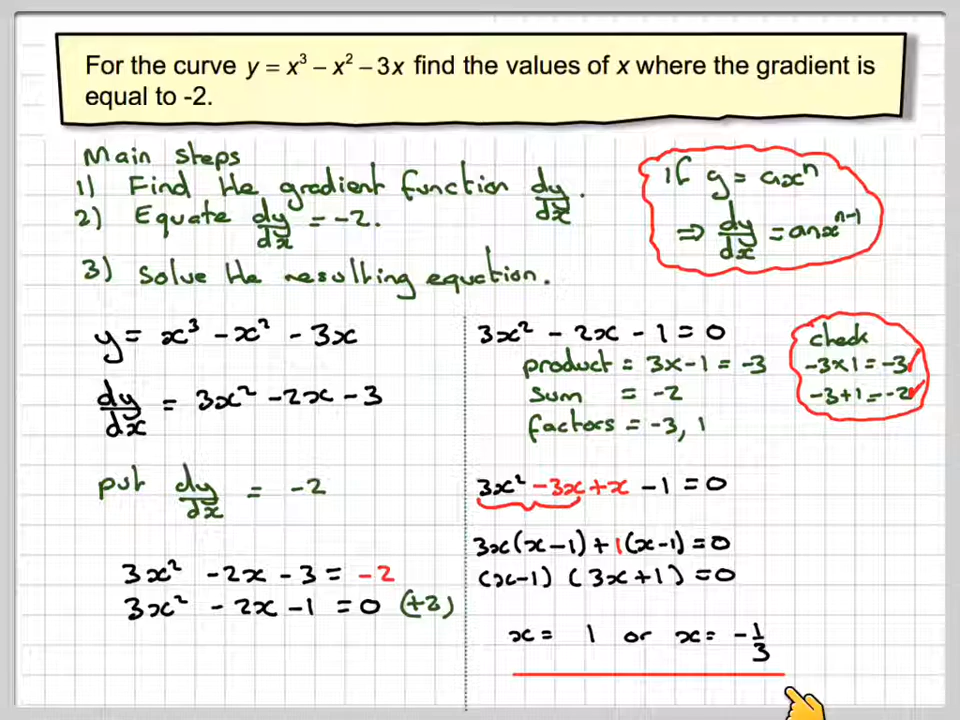 For the curve y = x³ − x² − 3x find the values of x where the gradient is
equal to -2.
Main steps
1) Find the gradient function dy/dx.
2) Equate dy/dx = -2.
3) Solve the resulting equation.
If y = axⁿ
⇒ dy/dx = anxⁿ⁻¹
y = x³ - x² - 3x
dy/dx = 3x² - 2x - 3
put dy/dx = -2
3x² - 2x - 3 = -2
3x² - 2x - 1 = 0 (+2)
3x² - 2x - 1 = 0
product = 3x-1 = -3
sum = -2
factors = -3, 1
check
-3x1 = -3✓
-3+1 = -2✓
3x² - 3x + x - 1 = 0
3x(x-1) + 1(x-1) = 0
(x-1) (3x+1) = 0
x = 1 or x = -1/3